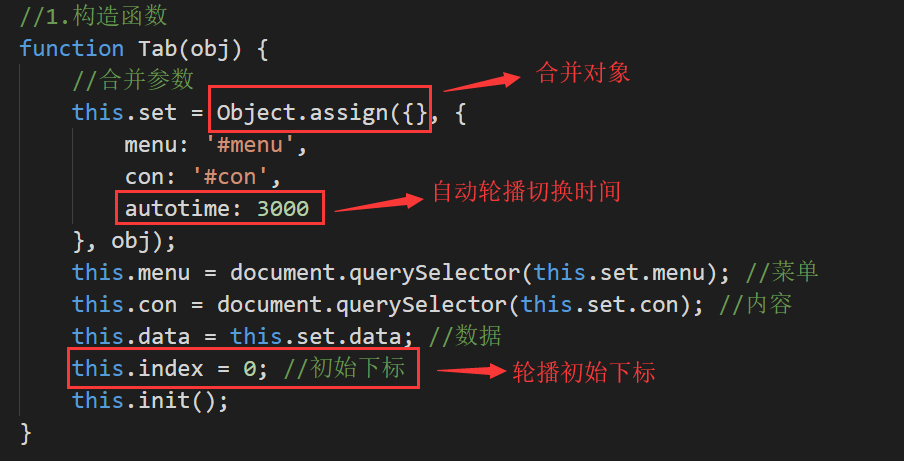 //1.构造函数
function Tab(obj) {
//合并参数
this.set = Object.assign({}, {
合并对象
menu: '#menu',
con: '#con',
autotime: 3000
自动轮播切换时间
}, obj);
this.menu = document.querySelector(this.set.menu); //菜单
this.con = document.querySelector(this.set.con); //内容
this.data = this.set.data; //数据
this.index = 0; //初始下标
轮播初始下标
this.init();
}